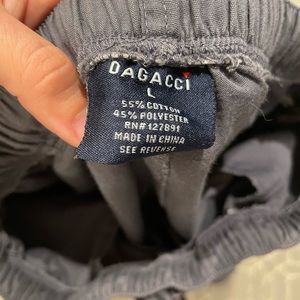 DAGACCI
L
55% COTTON
45% POLYESTER
RN#127891
MADE IN CHINA
SEE REVERSE